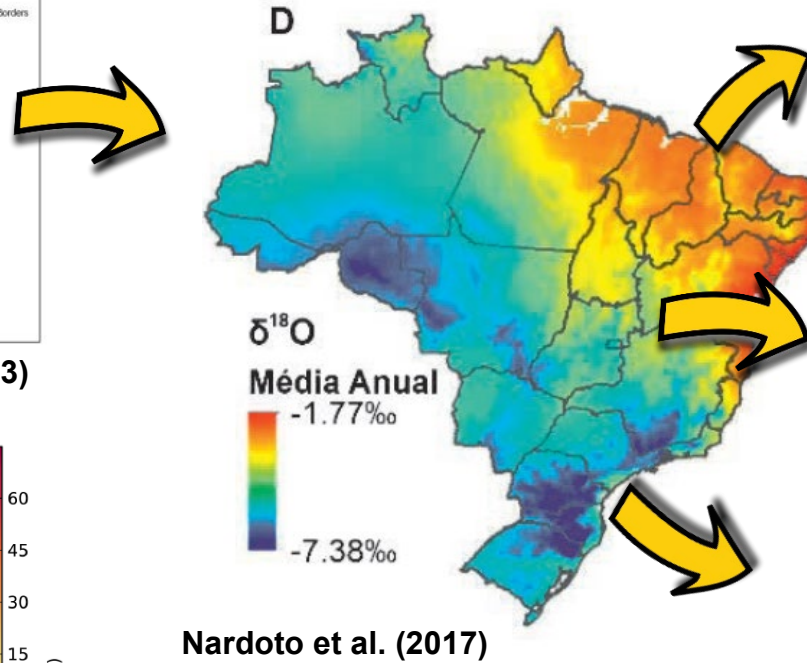 Borders
D
3)
δ¹⁸O
Média Anual
-1.77‰
-7.38‰
60
45
30
15
)
Nardoto et al. (2017)